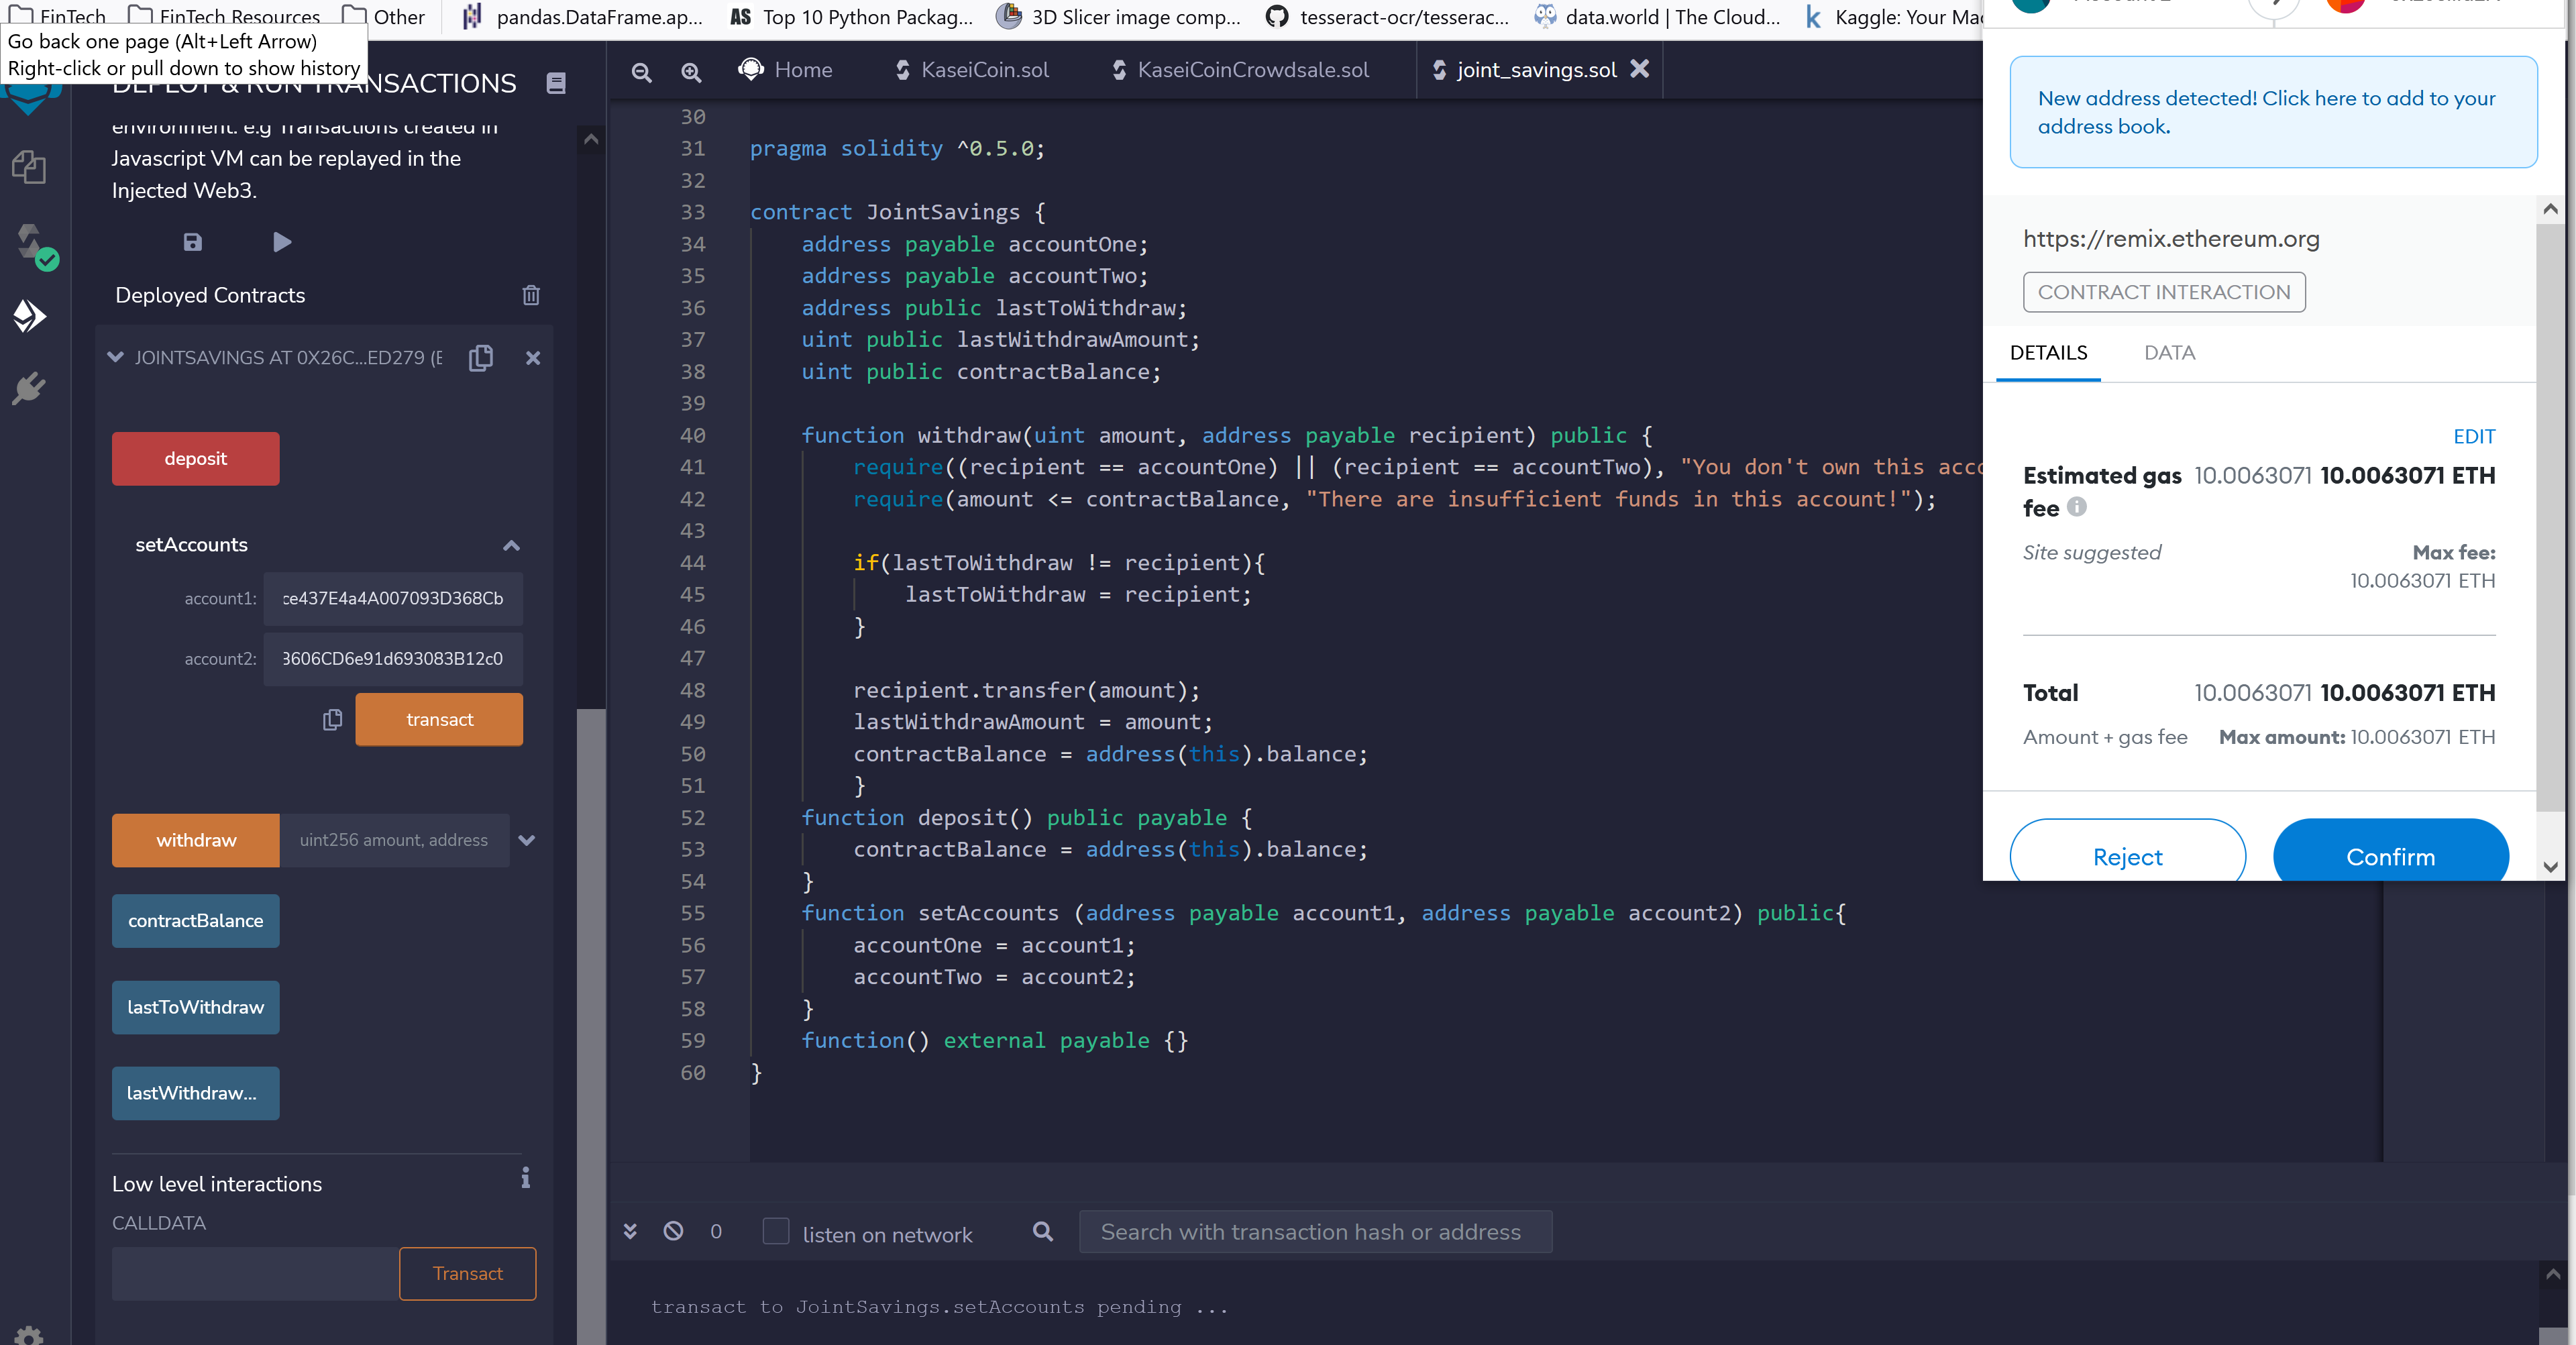 FinTech
FinTech Resources
Other
pandas.DataFrame.ap...
AS Top 10 Python Packag...
3D Slicer image comp...
tesseract-ocr/tesserac...
data.world | The Cloud...
k Kaggle: Your Mac
Go back one page (Alt+Left Arrow)
Right-click or pull down to show history
DEPLOY & RUN TRANSACTIONS
environment. e.g Transactions created in
Javascript VM can be replayed in the
Injected Web3.
Deployed Contracts
JOINTSAVINGS AT 0X26C...ED279 (E
deposit
setAccounts
account1: ce437E4a4A007093D368Cb
account2: 3606CD6e91d693083B12c0
transact
withdraw
uint256 amount, address
contractBalance
lastToWithdraw
lastWithdraw...
Low level interactions
i
CALLDATA
Transact
Home
KaseiCoin.sol
KaseiCoinCrowdsale.sol
joint_savings.sol
30
31 pragma solidity ^0.5.0;
32
33 contract JointSavings {
34 address payable accountOne;
35 address payable accountTwo;
36 address public lastToWithdraw;
37 uint public lastWithdrawAmount;
38 uint public contractBalance;
39
40 function withdraw(uint amount, address payable recipient) public {
41 require((recipient == accountOne) || (recipient == accountTwo), "You don't own this acco
42 require(amount <= contractBalance, "There are insufficient funds in this account!");
43
44 if(lastToWithdraw != recipient){
45 lastToWithdraw = recipient;
46 }
47
48 recipient.transfer(amount);
49 lastWithdrawAmount = amount;
50 contractBalance = address(this).balance;
51 }
52 function deposit() public payable {
53 contractBalance = address(this).balance;
54 }
55 function setAccounts (address payable account1, address payable account2) public{
56 accountOne = account1;
57 accountTwo = account2;
58 }
59 function() external payable {}
60 }
0
listen on network
Search with transaction hash or address
transact to JointSavings.setAccounts pending ...
New address detected! Click here to add to your
address book.
https://remix.ethereum.org
CONTRACT INTERACTION
DETAILS
DATA
EDIT
Estimated gas 10.0063071 10.0063071 ETH
fee i
Site suggested
Max fee:
10.0063071 ETH
Total 10.0063071 10.0063071 ETH
Amount + gas fee Max amount: 10.0063071 ETH
Reject
Confirm